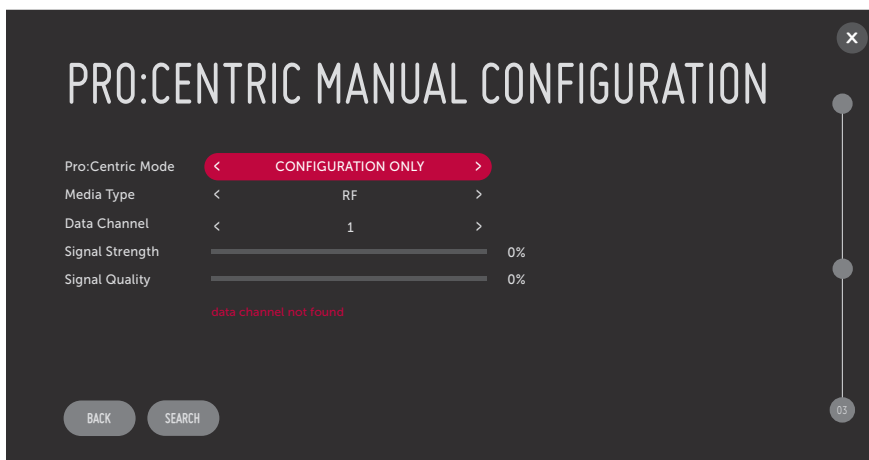 PRO:CENTRIC MANUAL CONFIGURATION
Pro:Centric Mode < CONFIGURATION ONLY >
Media Type < RF >
Data Channel < 1 >
Signal Strength 0%
Signal Quality 0%
data channel not found
BACK SEARCH
03